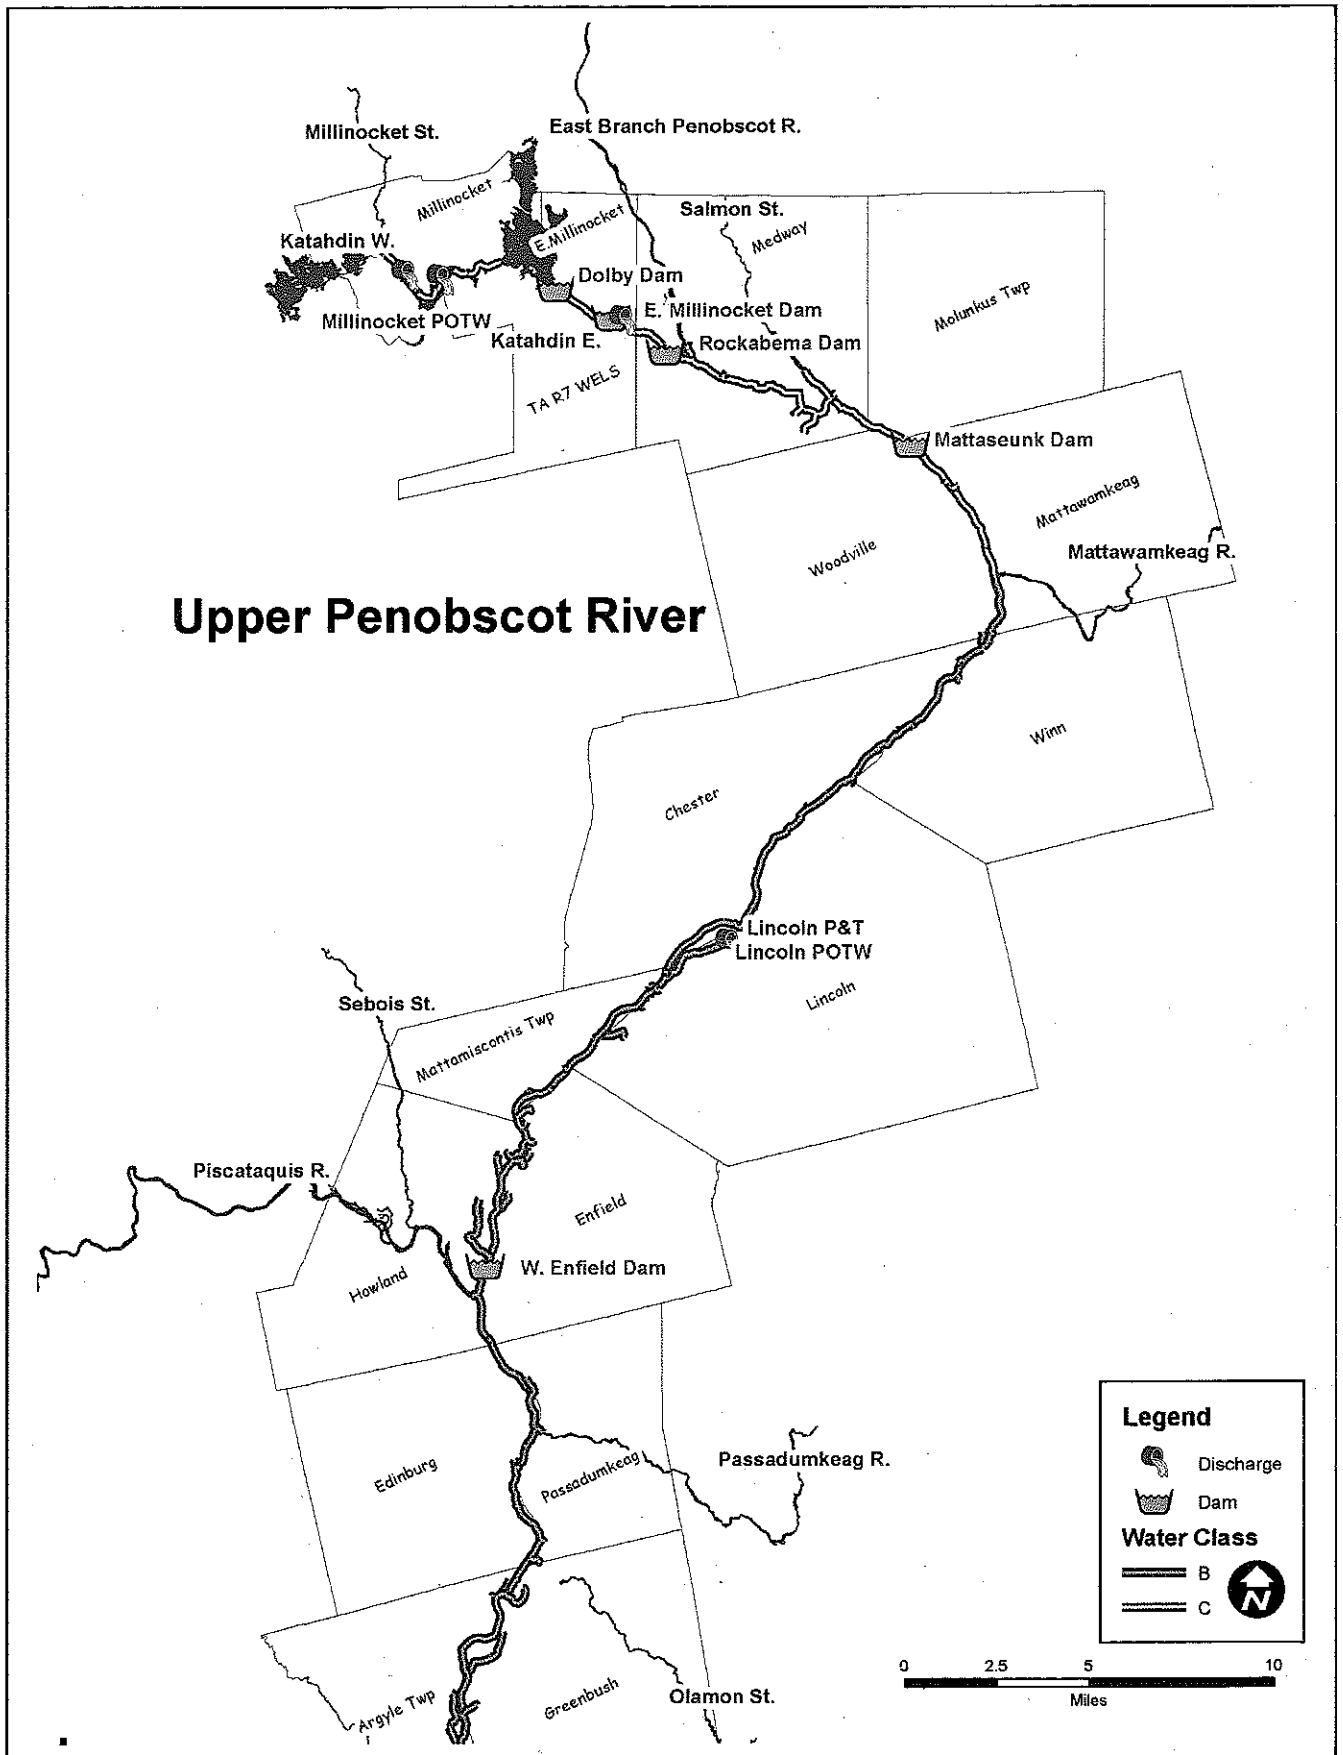 Millinocket St.
East Branch Penobscot R.
Millinocket
Salmon St.
E.Millinocket
Medway
Katahdin W.
Dolby Dam
Molunkus Twp
Millinocket POTW
E. Millinocket Dam
Katahdin E.
Rockabema Dam
TA R7 WELS
Mattaseunk Dam
Mattawamkeag
Woodville
Mattawamkeag R.
Upper Penobscot River
Winn
Chester
Lincoln P&T
Lincoln POTW
Lincoln
Sebois St.
Mattamiscontis Twp
Piscataquis R.
Enfield
W. Enfield Dam
Howland
Edinburg
Passadumkeag
Passadumkeag R.
Legend
Discharge
Dam
Water Class
B
C
N
Argyle Twp
Greenbush
Olamon St.
0 2.5 5 10
Miles